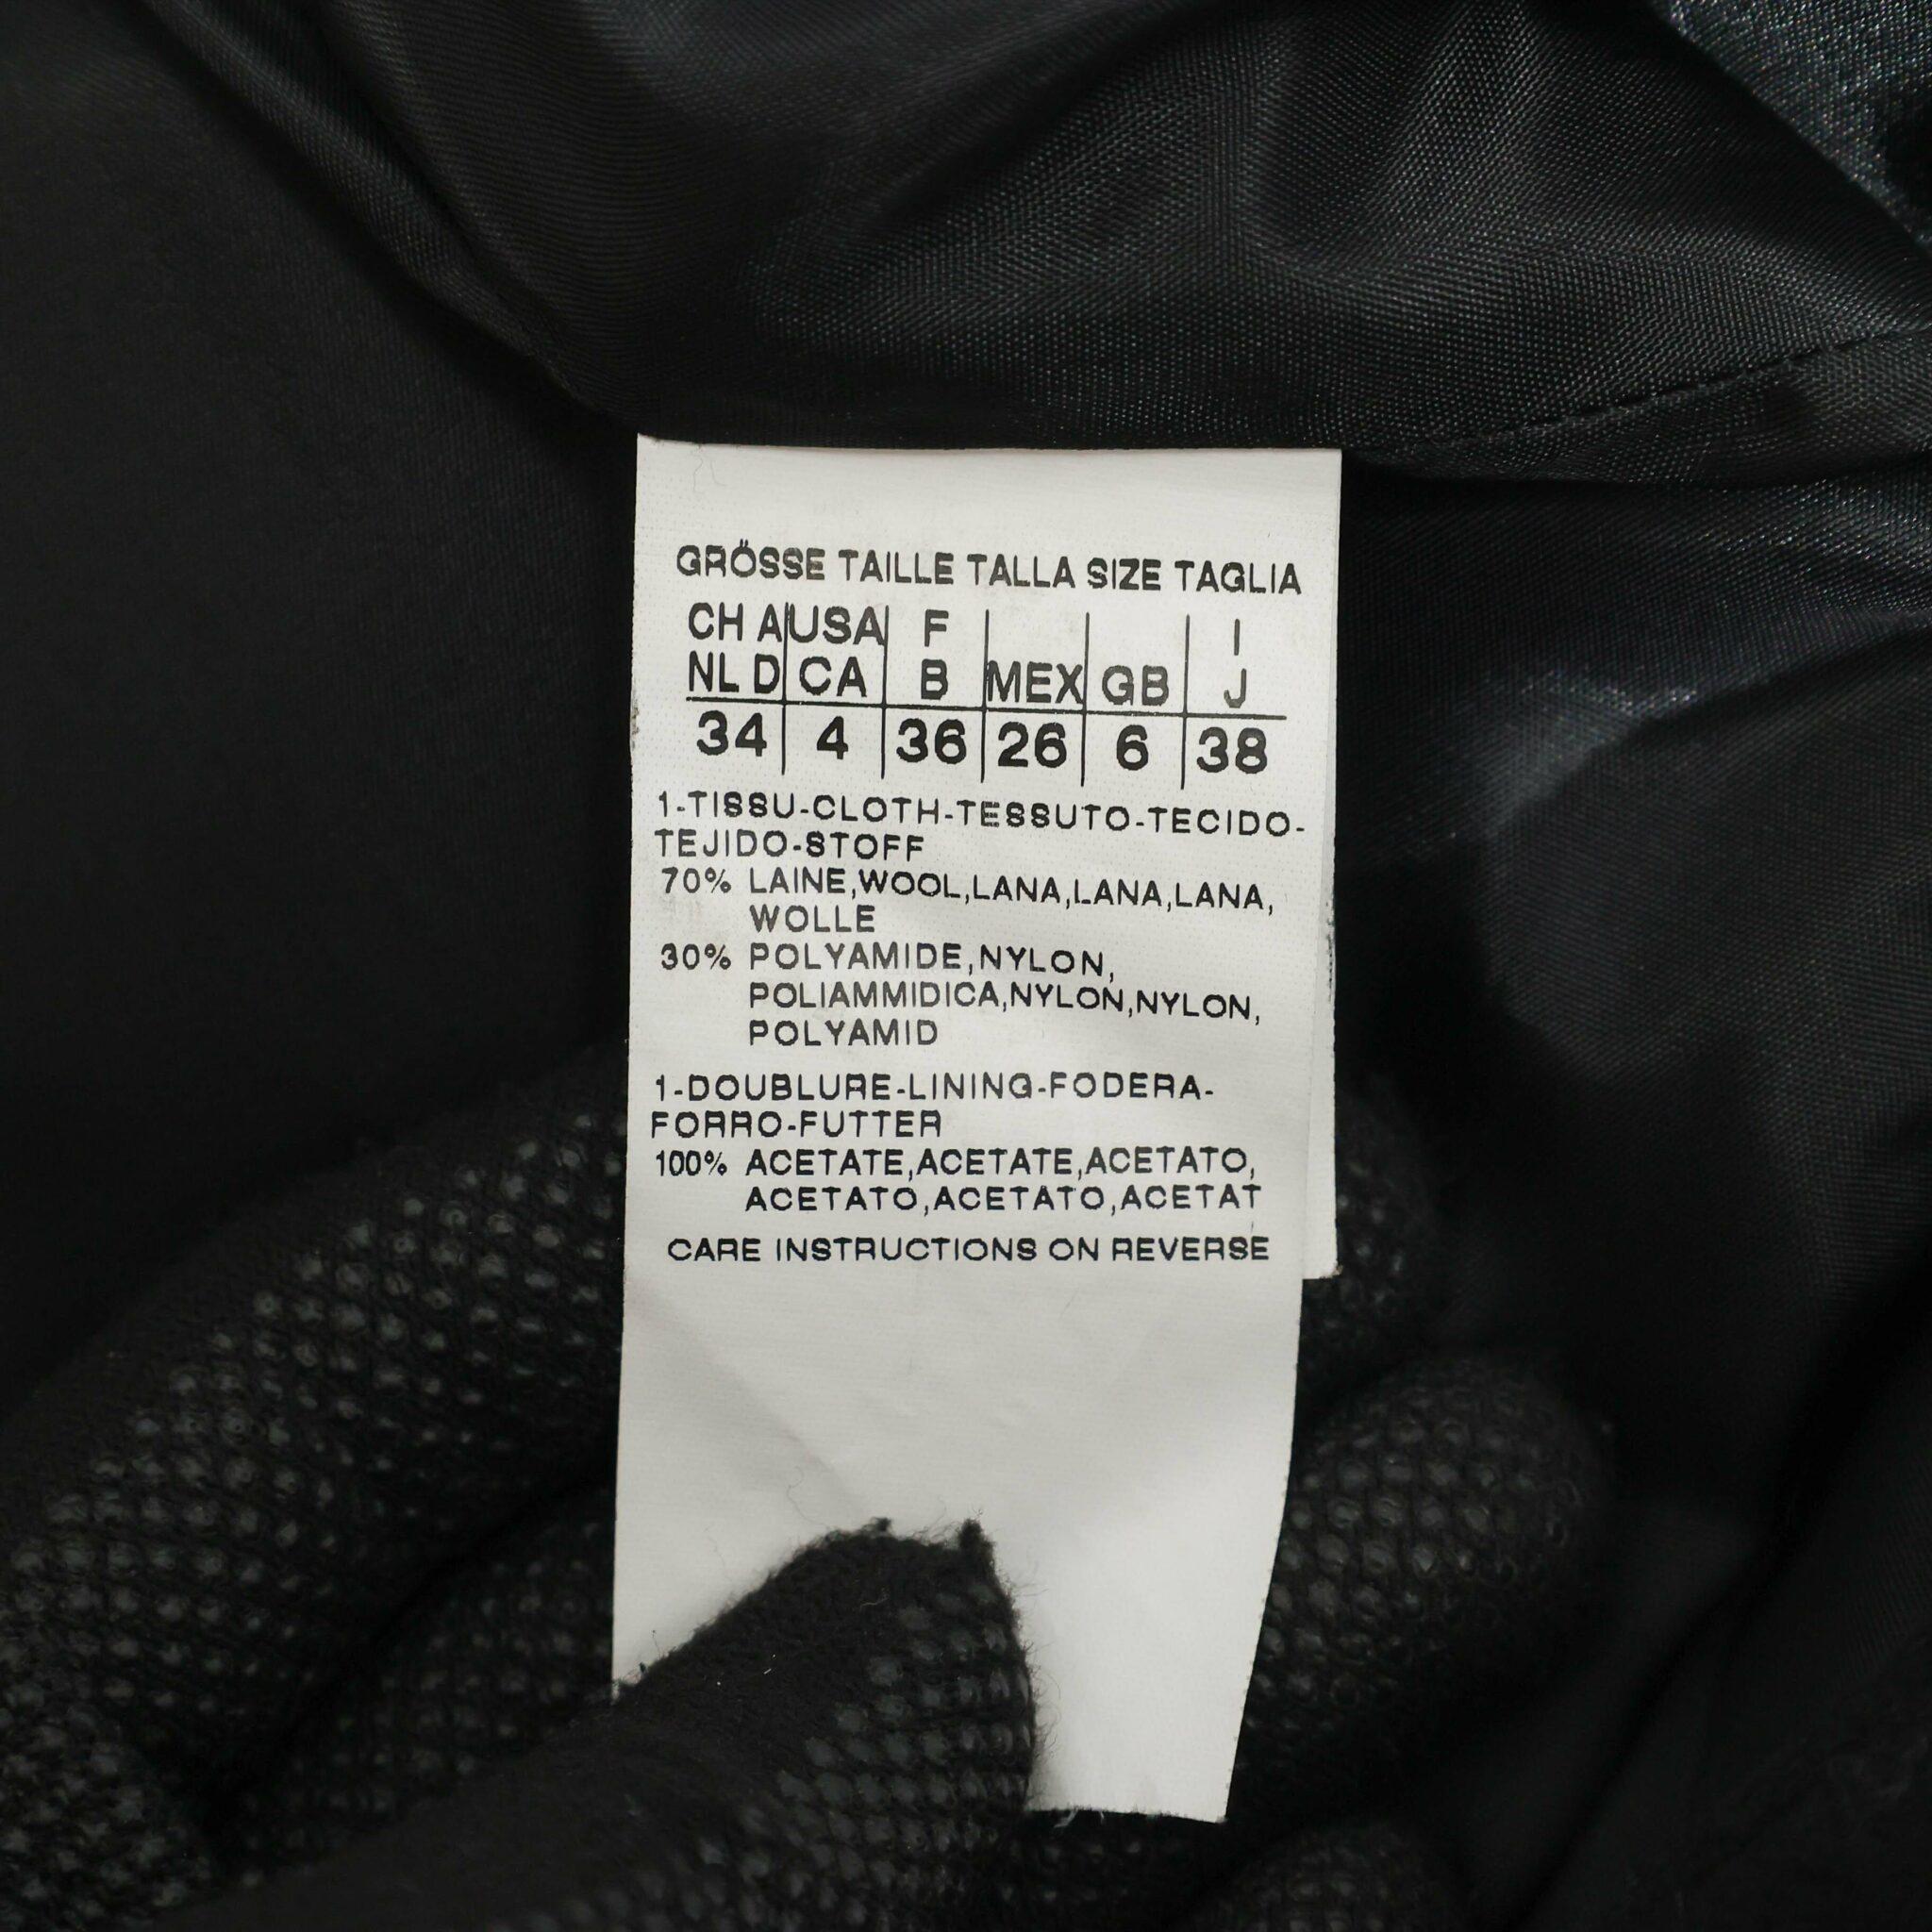 GRÖSSE TAILLE TALLA SIZE TAGLIA
CH A USA F I
NL D CA B MEX GB J
34 4 36 26 6 38
1-TISSU-CLOTH-TESSUTO-TECIDO-
TEJIDO-STOFF
70% LAINE,WOOL,LANA,LANA,LANA,
WOLLE
30% POLYAMIDE,NYLON,
POLIAMMIDICA,NYLON,NYLON,
POLYAMID
1-DOUBLURE-LINING-FODERA-
FORRO-FUTTER
100% ACETATE,ACETATE,ACETATO,
ACETATO,ACETATO,ACETAT
CARE INSTRUCTIONS ON REVERSE